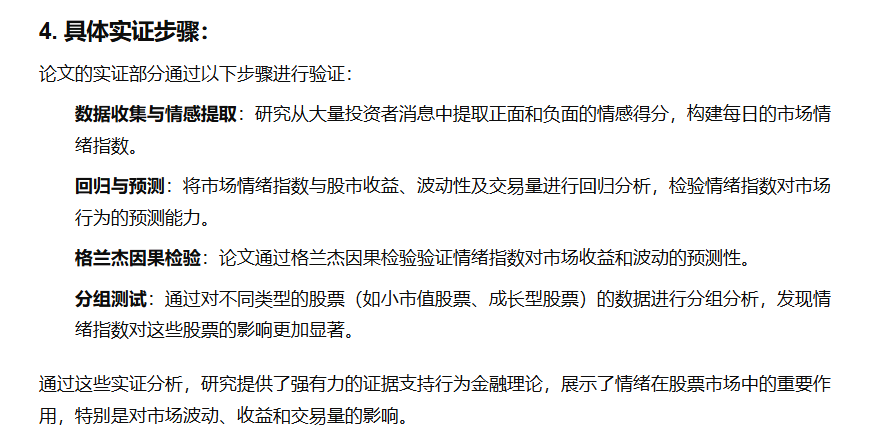 4. 具体实证步骤：
论文的实证部分通过以下步骤进行验证：
数据收集与情感提取：研究从大量投资者消息中提取正面和负面的情感得分，构建每日的市场情
绪指数。
回归与预测：将市场情绪指数与股市收益、波动性及交易量进行回归分析，检验情绪指数对市场
行为的预测能力。
格兰杰因果检验：论文通过格兰杰因果检验验证情绪指数对市场收益和波动的预测性。
分组测试：通过对不同类型的股票（如小市值股票、成长型股票）的数据进行分组分析，发现情
绪指数对这些股票的影响更加显著。
通过这些实证分析，研究提供了强有力的证据支持行为金融理论，展示了情绪在股票市场中的重要作
用，特别是对市场波动、收益和交易量的影响。